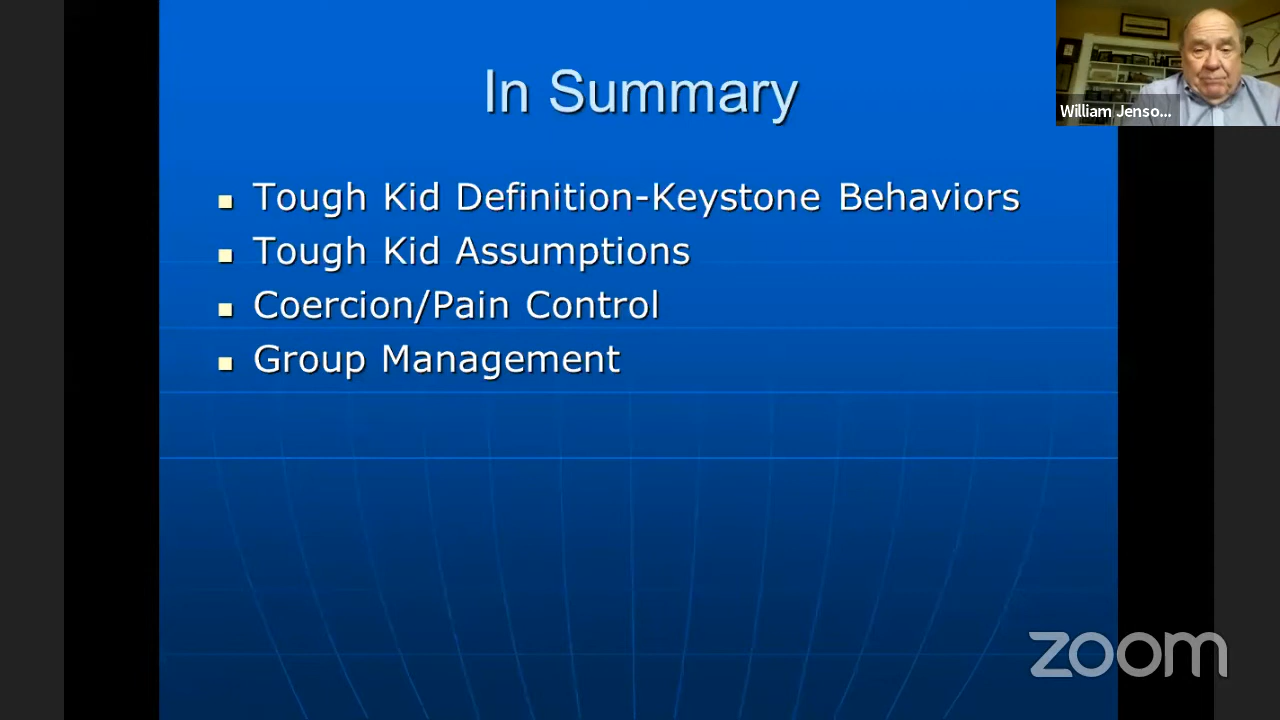 In Summary
William Jenso...
Tough Kid Definition-Keystone Behaviors
Tough Kid Assumptions
Coercion/Pain Control
Group Management
zoom